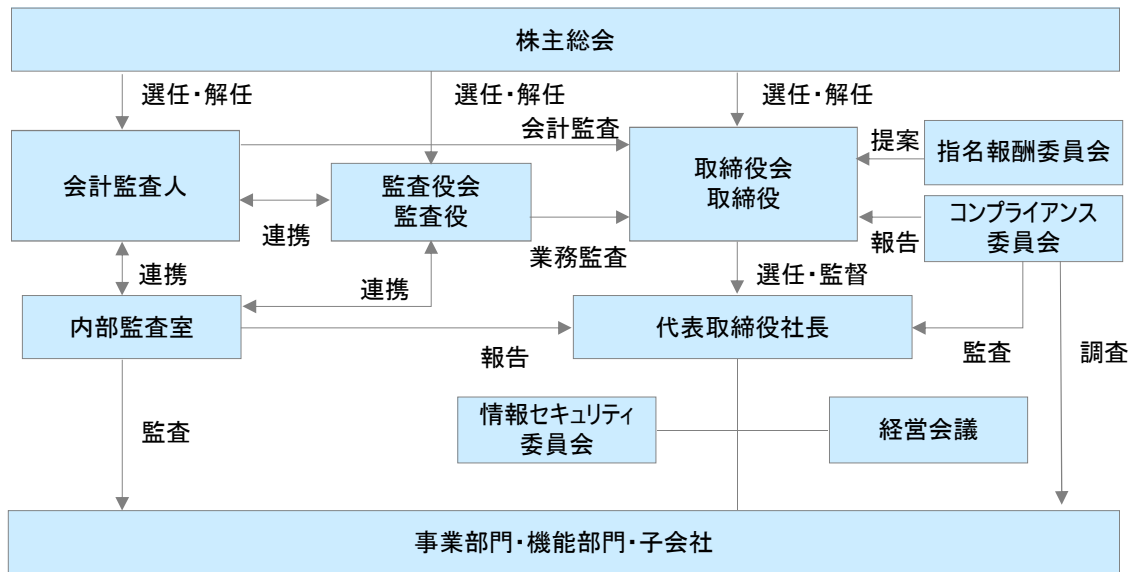 株主総会
選任・解任
選任・解任
選任・解任
会計監査
会計監査人
監査役会
監査役
取締役会
取締役
提案
指名報酬委員会
コンプライアンス
委員会
報告
連携
業務監査
連携
連携
選任・監督
内部監査室
代表取締役社長
報告
監査
調査
監査
情報セキュリティ
委員会
経営会議
事業部門・機能部門・子会社